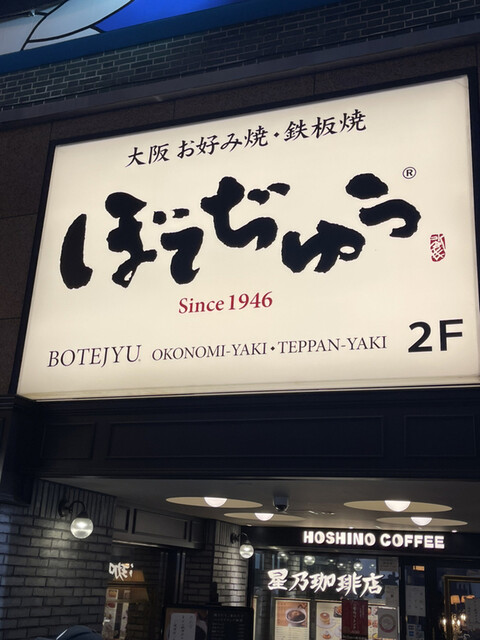 大阪 お好み焼・鉄板焼
ぼてぢゅう®
Since 1946
BOTEJYU OKONOMI-YAKI・TEPPAN-YAKI 2F
HOSHINO COFFEE
星乃珈琲店